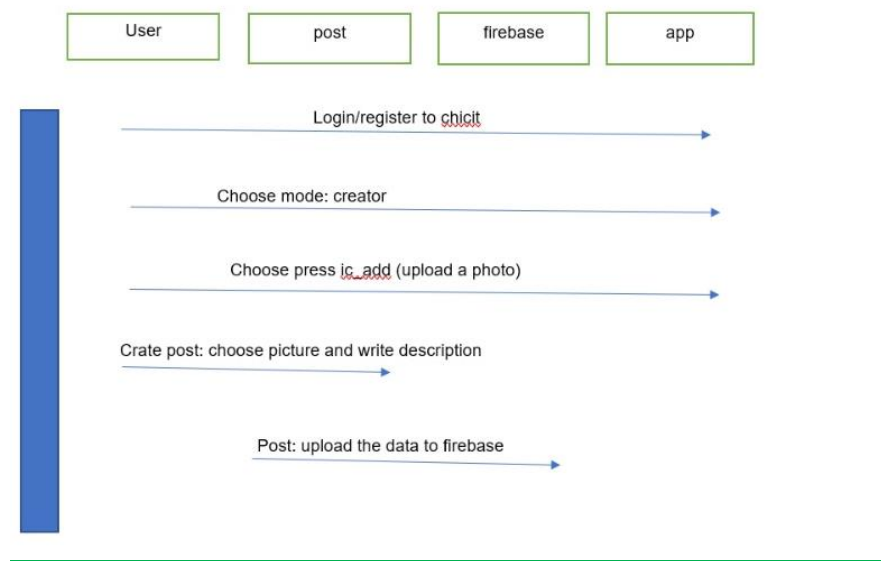 User
post
firebase
app
Login/register to chicit
Choose mode: creator
Choose press ic_add (upload a photo)
Crate post: choose picture and write description
Post: upload the data to firebase